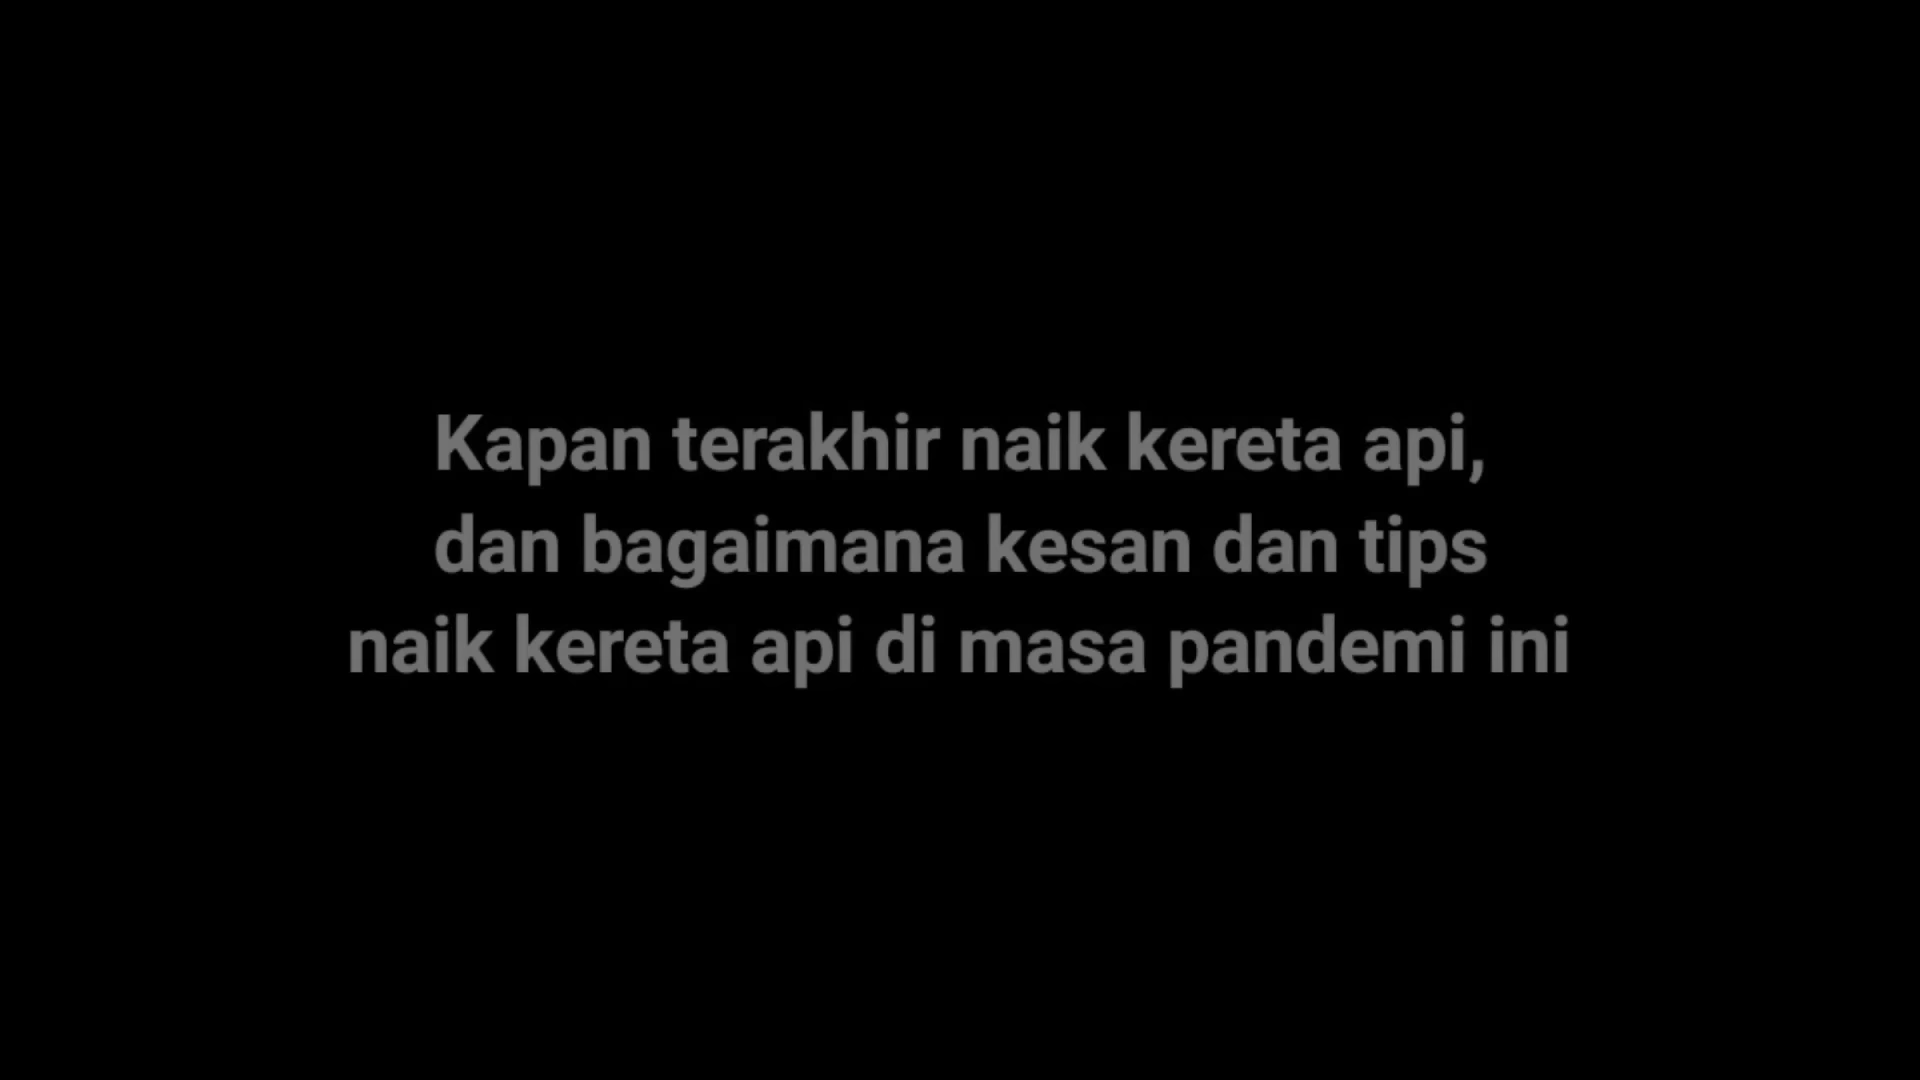 Kapan terakhir naik kereta api,
dan bagaimana kesan dan tips
naik kereta api di masa pandemi ini